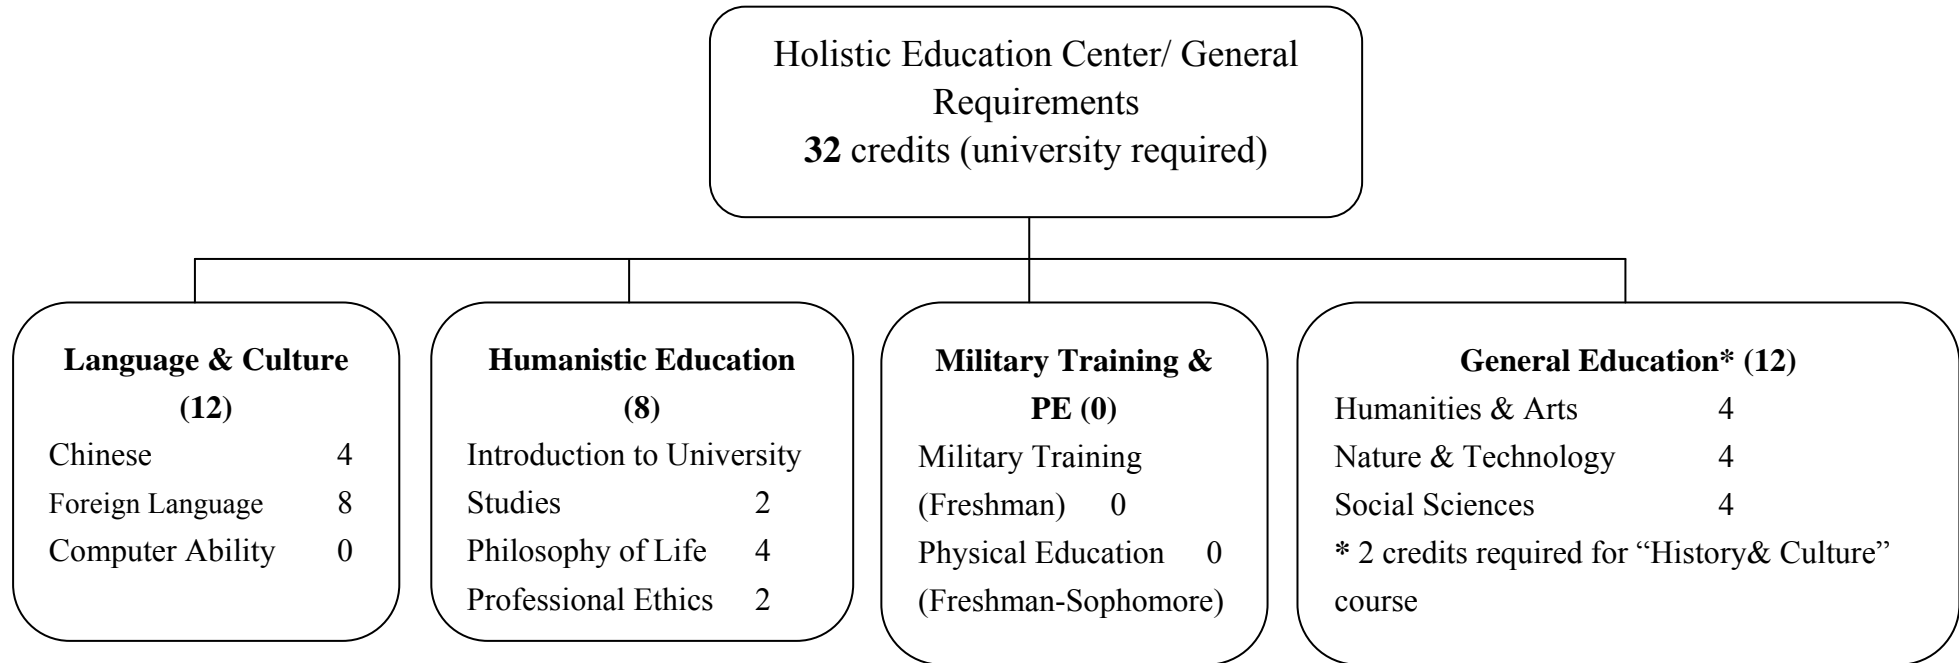 Holistic Education Center/ General
Requirements
32 credits (university required)
Language & Culture
(12)
Chinese 4
Foreign Language 8
Computer Ability 0
Humanistic Education
(8)
Introduction to University
Studies 2
Philosophy of Life 4
Professional Ethics 2
Military Training &
PE (0)
Military Training
(Freshman) 0
Physical Education 0
(Freshman-Sophomore)
General Education* (12)
Humanities & Arts 4
Nature & Technology 4
Social Sciences 4
* 2 credits required for “History& Culture”
course